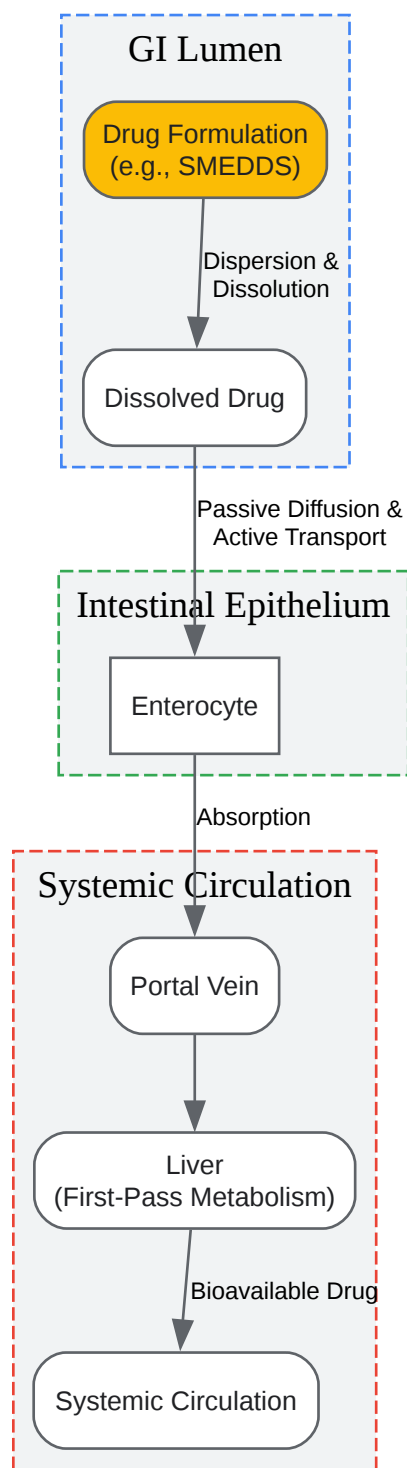 GI Lumen
Drug Formulation
(e.g., SMEDDS)
Dispersion &
Dissolution
Dissolved Drug
Passive Diffusion &
Active Transport
Intestinal Epithelium
Enterocyte
Absorption
Systemic Circulation
Portal Vein
Liver
(First-Pass Metabolism)
Bioavailable Drug
Systemic Circulation